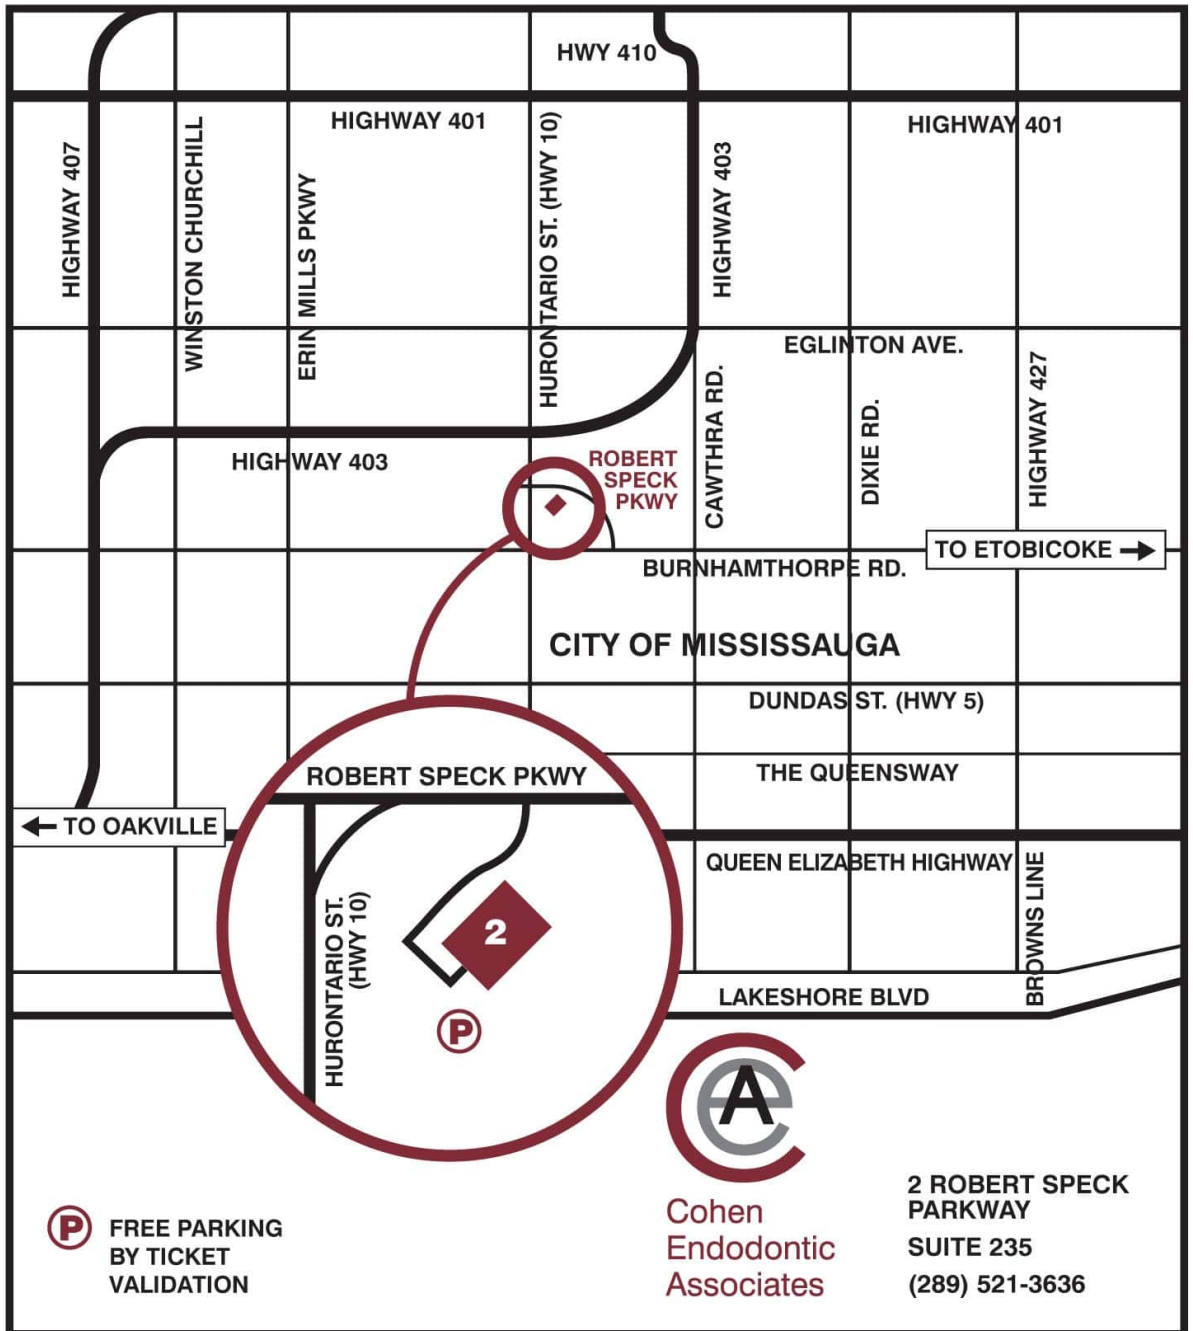 HWY 410
HIGHWAY 401
HIGHWAY 401
HIGHWAY 407
WINSTON CHURCHILL
ERIN MILLS PKWY
HURONTARIO ST. (HWY 10)
HIGHWAY 403
EGLINTON AVE.
CAWTHRA RD.
DIXIE RD.
HIGHWAY 427
HIGHWAY 403
ROBERT
SPECK
PKWY
TO ETOBICOKE
BURNHAMTHORPE RD.
CITY OF MISSISSAUGA
DUNDAS ST. (HWY 5)
THE QUEENSWAY
ROBERT SPECK PKWY
TO OAKVILLE
QUEEN ELIZABETH HIGHWAY
BROWNS LINE
HURONTARIO ST.
(HWY 10)
2
P
LAKESHORE BLVD
CeA
Cohen
Endodontic
Associates
2 ROBERT SPECK
PARKWAY
SUITE 235
(289) 521-3636
P
FREE PARKING
BY TICKET
VALIDATION